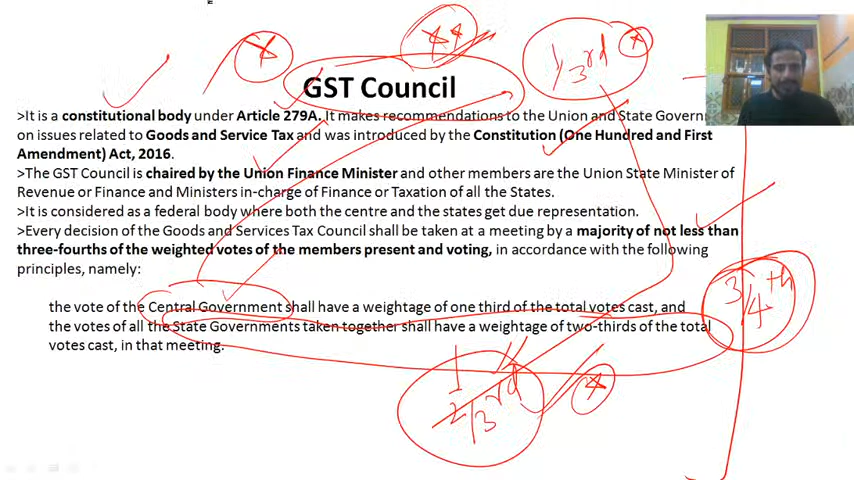 GST Council
1/3rd
>It is a constitutional body under Article 279A. It makes recommendations to the Union and State
on issues related to Goods and Service Tax and was introduced by the Constitution (One Hundred and First
Amendment) Act, 2016.
>The GST Council is chaired by the Union Finance Minister and other members are the Union State Minister of
Revenue or Finance and Ministers in-charge of Finance or Taxation of all the States.
>It is considered as a federal body where both the centre and the states get due representation.
>Every decision of the Goods and Services Tax Council shall be taken at a meeting by a majority of not less than
three-fourths of the weighted votes of the members present and voting, in accordance with the following
principles, namely:
3/4th
the vote of the Central Government shall have a weightage of one third of the total votes cast, and
the votes of all the State Governments taken together shall have a weightage of two-thirds of the total
votes cast, in that meeting.